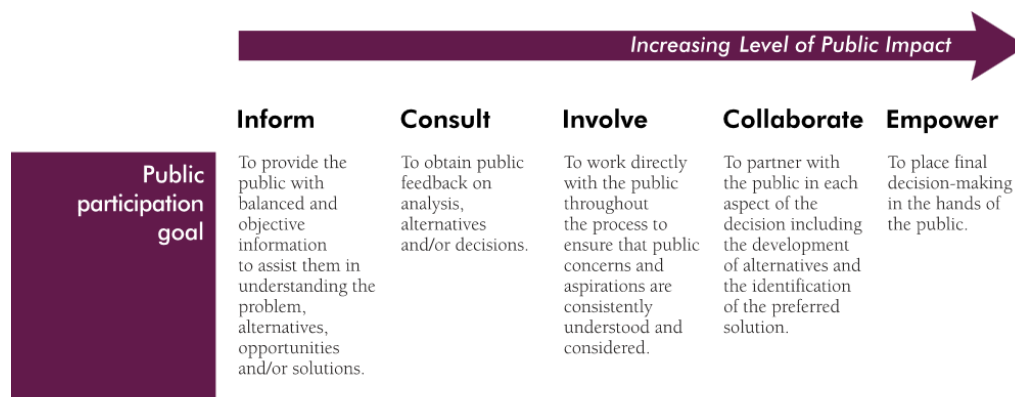 Increasing Level of Public Impact
Inform
Consult
Involve
Collaborate
Empower
Public
participation
goal
To provide the
public with
balanced and
objective
information
to assist them in
understanding the
problem,
alternatives,
opportunities
and/or solutions.
To obtain public
feedback on
analysis,
alternatives
and/or decisions.
To work directly
with the public
throughout
the process to
ensure that public
concerns and
aspirations are
consistently
understood and
considered.
To partner with
the public in each
aspect of the
decision including
the development
of alternatives and
the identification
of the preferred
solution.
To place final
decision-making
in the hands of
the public.